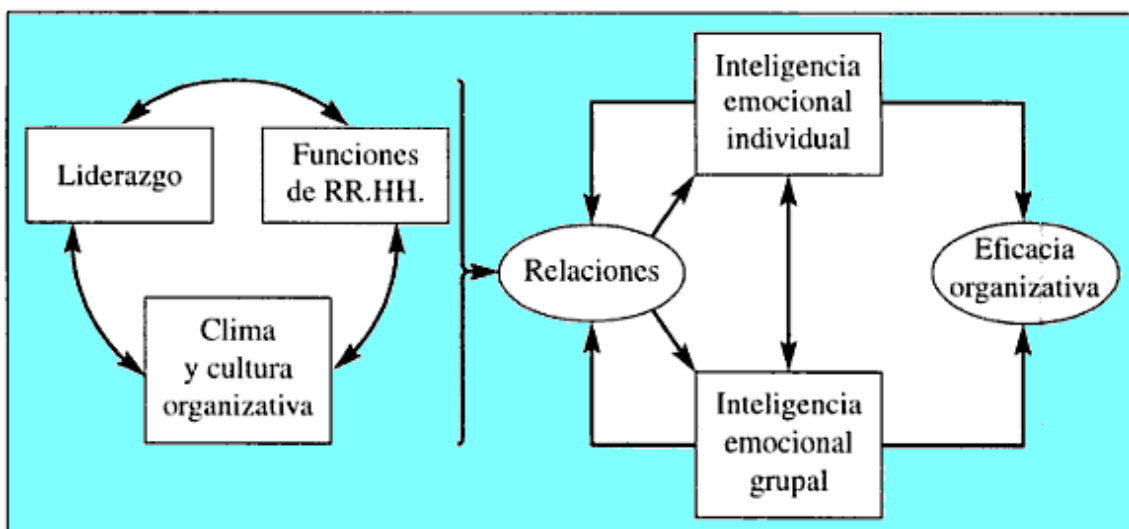 Liderazgo
Funciones
de RR.HH.
Clima
y cultura
organizativa
Relaciones
Inteligencia
emocional
individual
Inteligencia
emocional
grupal
Eficacia
organizativa